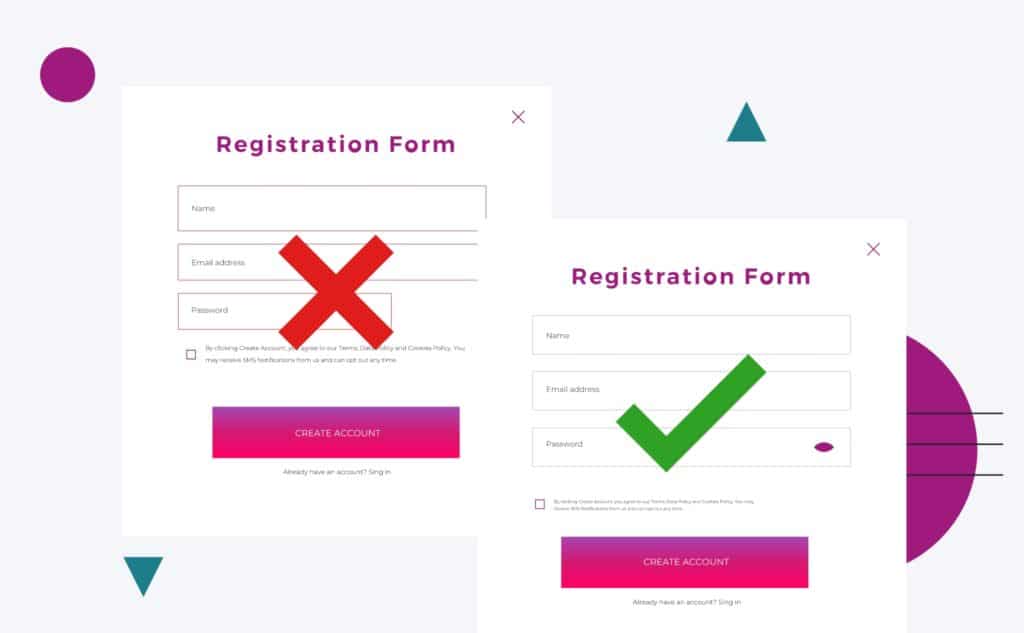 Registration Form
Name
Email address
Password
By clicking Create Account, you agree to our Terms, Data Policy and Cookies Policy. You
may receive SMS Notifications from us and can opt out any time.
CREATE ACCOUNT
Already have an account? Sing in
Registration Form
Name
Email address
Password
By clicking Create Account, you agree to our Terms, Data Policy and Cookies Policy. You may
receive SMS Notifications from us and can opt out any time.
CREATE ACCOUNT
Already have an account? Sing in